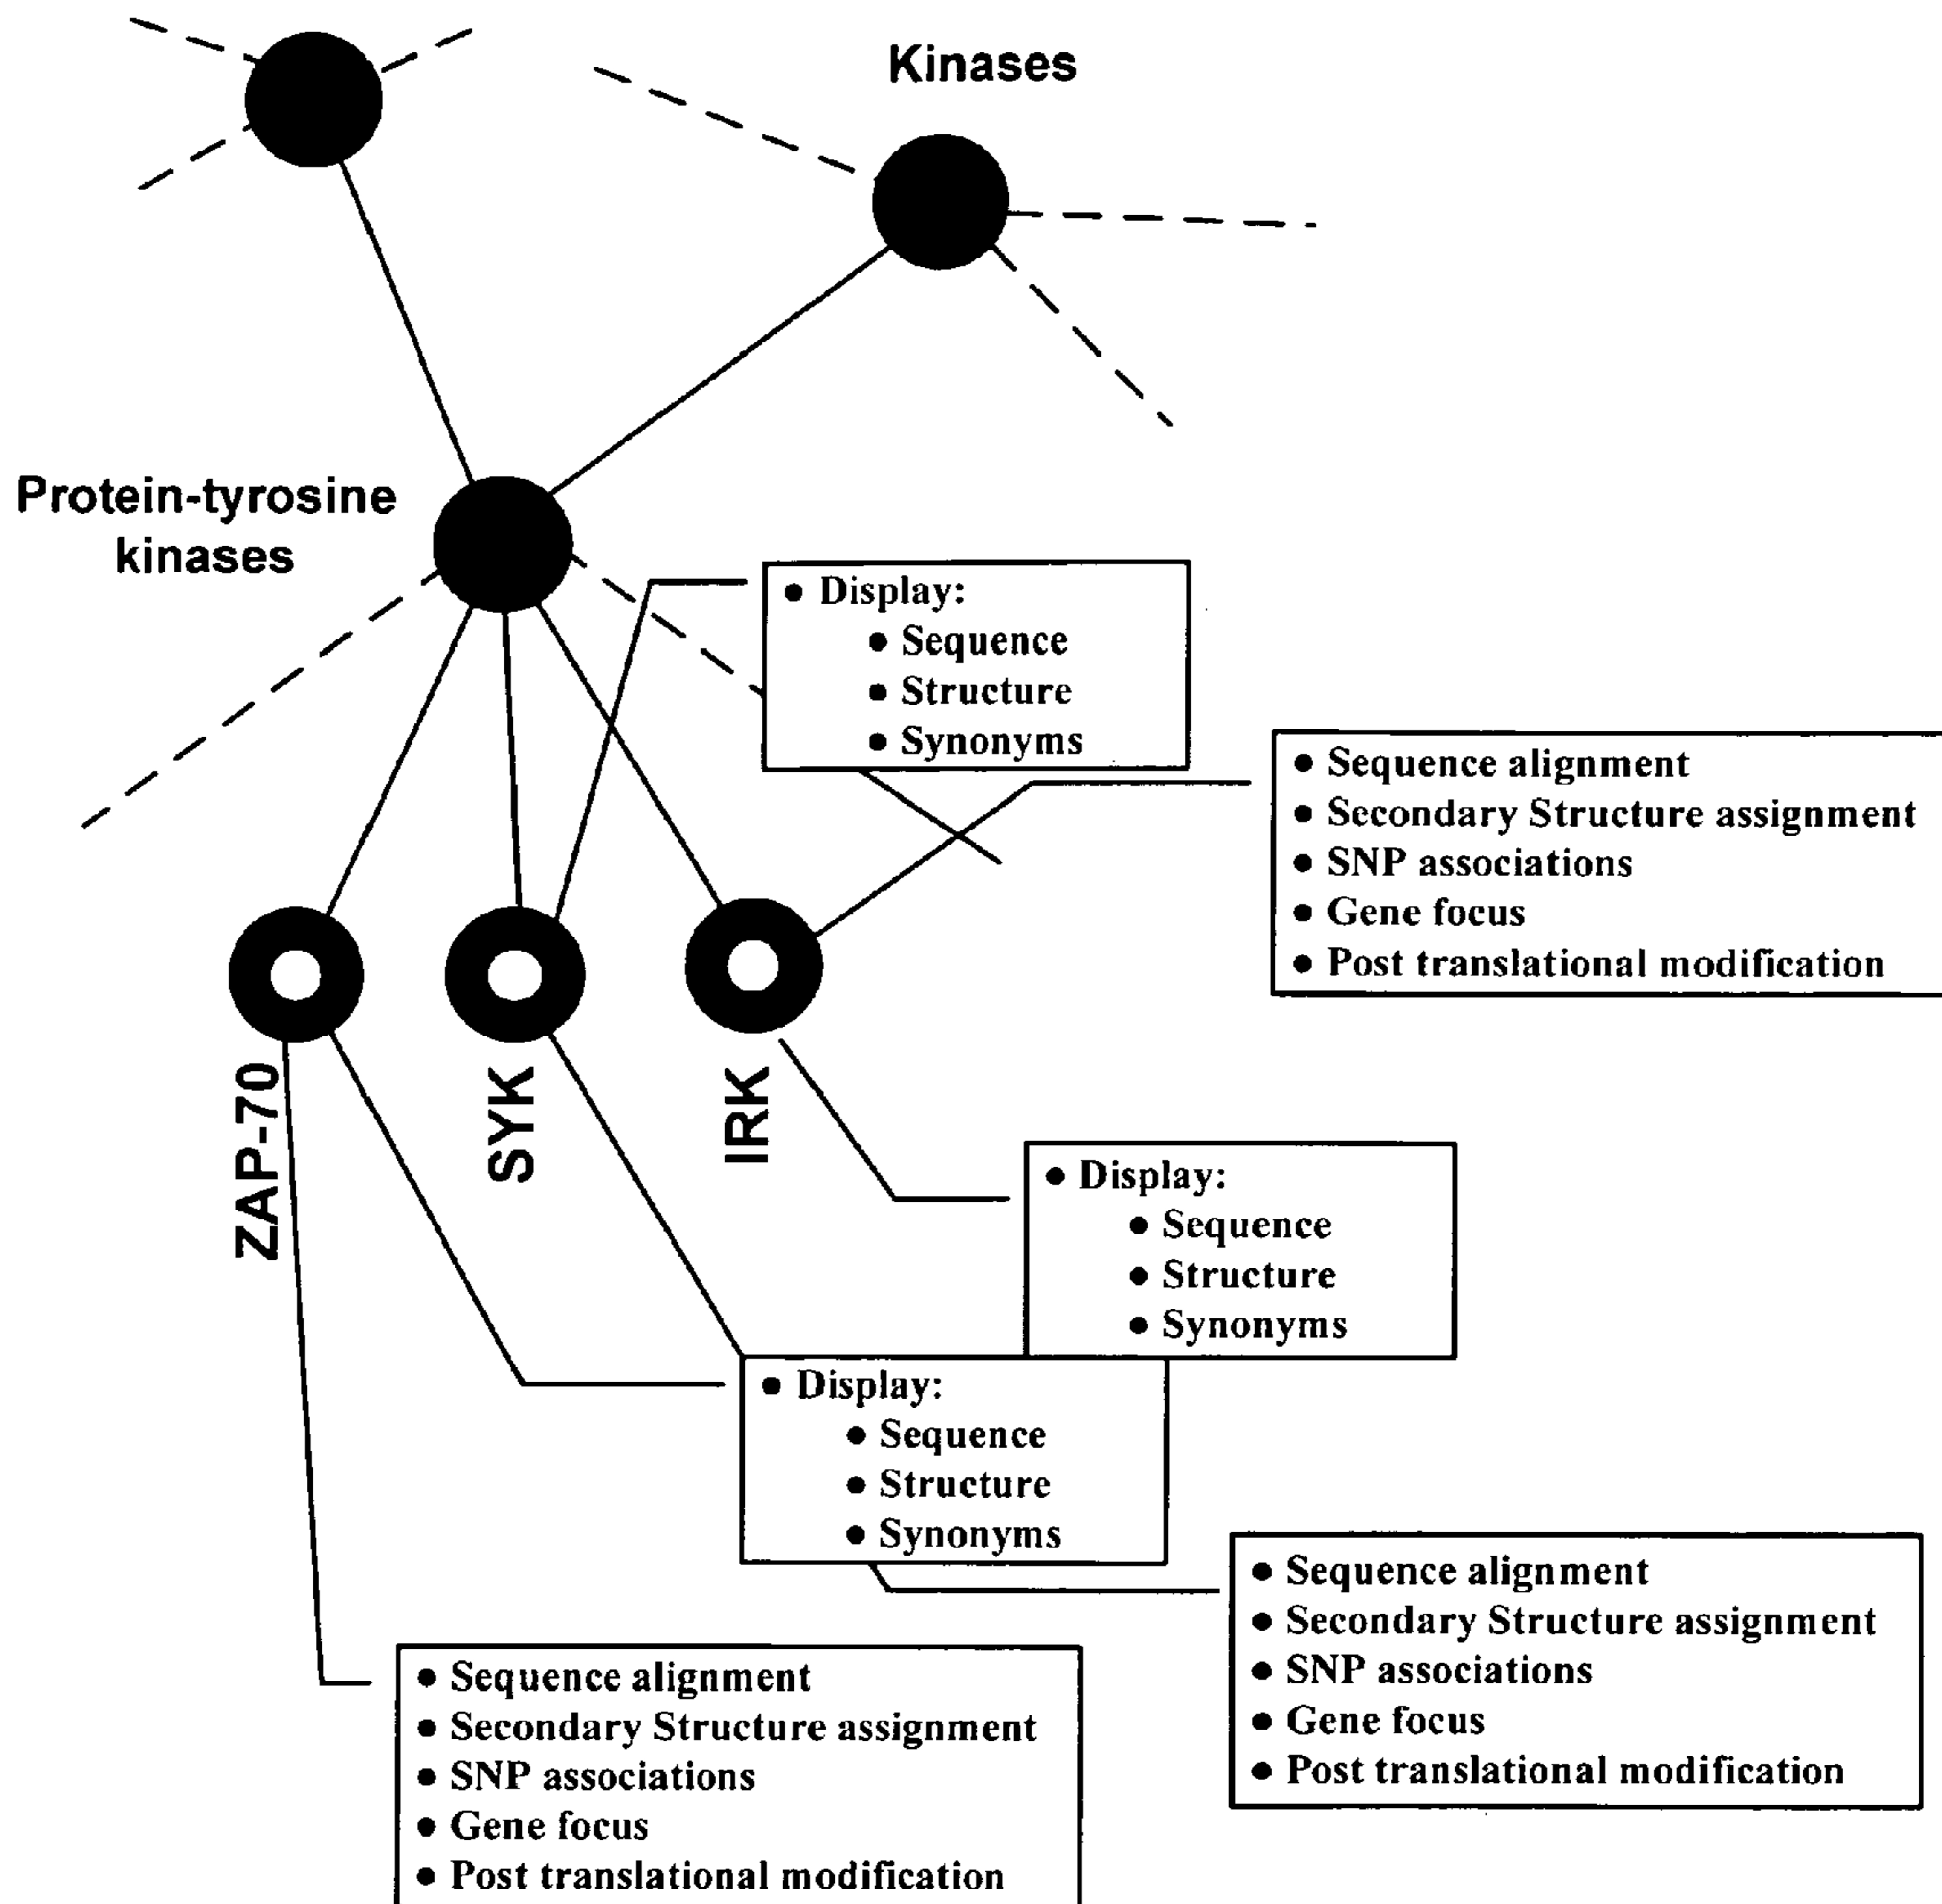 Kinases
Protein-tyrosine
kinases
• Display:
• Sequence
• Structure
• Synonyms
• Sequence alignment
• Secondary Structure assignment
• SNP associations
• Gene focus
• Post translational modification
ZAP-70
SYK
IRK
• Display:
• Sequence
• Structure
• Synonyms
• Display:
• Sequence
• Structure
• Synonyms
• Sequence alignment
• Secondary Structure assignment
• SNP associations
• Gene focus
• Post translational modification
• Sequence alignment
• Secondary Structure assignment
• SNP associations
• Gene focus
• Post translational modification